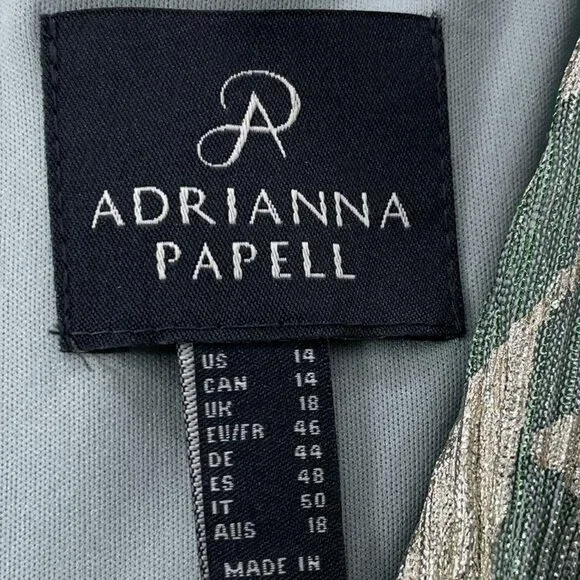 ADRIANNA
PAPELL
US 14
CAN 14
UK 18
EU/FR 46
DE 44
ES 48
IT 50
AUS 18
MADE IN